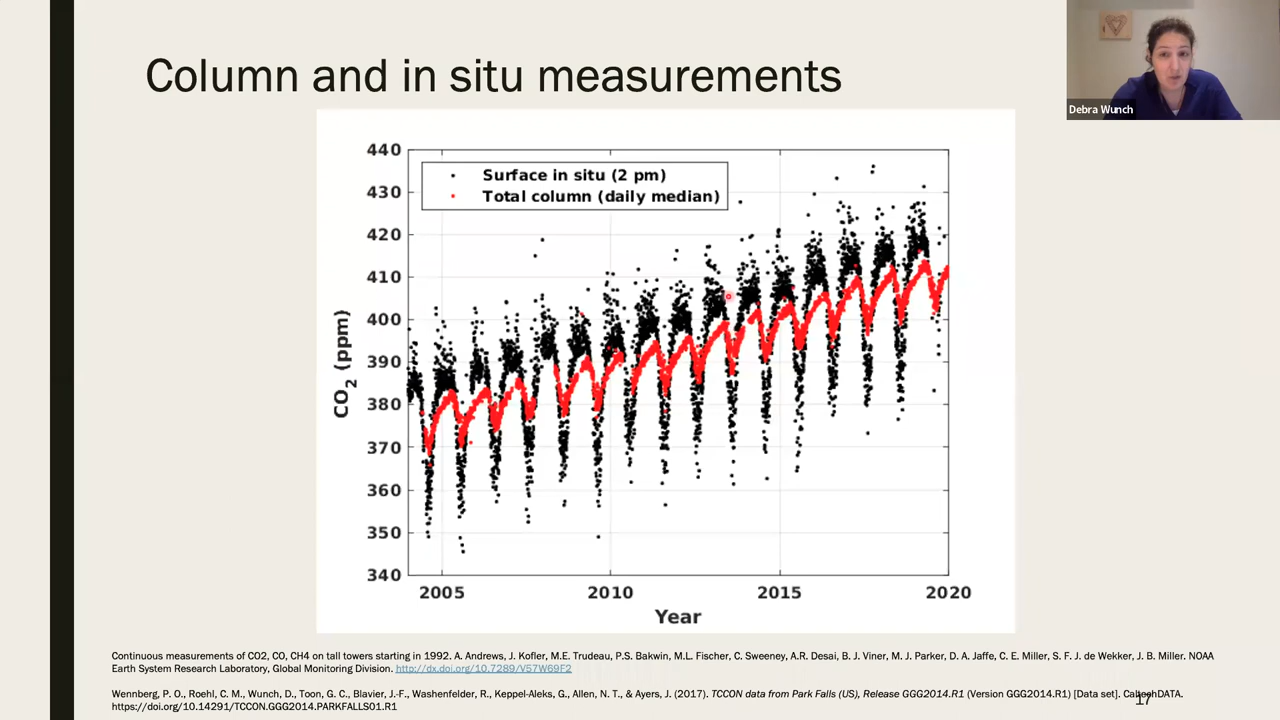 Column and in situ measurements
Debra Wunch
440
430
420
410
400
390
380
370
360
350
340
CO2 (ppm)
Surface in situ (2 pm)
Total column (daily median)
2005
2010
2015
2020
Year
Continuous measurements of CO2, CO, CH4 on tall towers starting in 1992. A. Andrews, J. Kofler, M.E. Trudeau, P.S. Bakwin, M.L. Fischer, C. Sweeney, A.R. Desai, B. J. Viner, M. J. Parker, D. A. Jaffe, C. E. Miller, S. F. J. de Wekker, J. B. Miller. NOAA
Earth System Research Laboratory, Global Monitoring Division. http://dx.doi.org/10.7289/V57W69F2
Wennberg, P. O., Roehl, C. M., Wunch, D., Toon, G. C., Blavier, J.-F., Washenfelder, R., Keppel-Aleks, G., Allen, N. T., & Ayers, J. (2017). TCCON data from Park Falls (US), Release GGG2014.R1 (Version GGG2014.R1) [Data set]. CaltechDATA.
https://doi.org/10.14291/TCCON.GGG2014.PARKFALLS01.R1
17